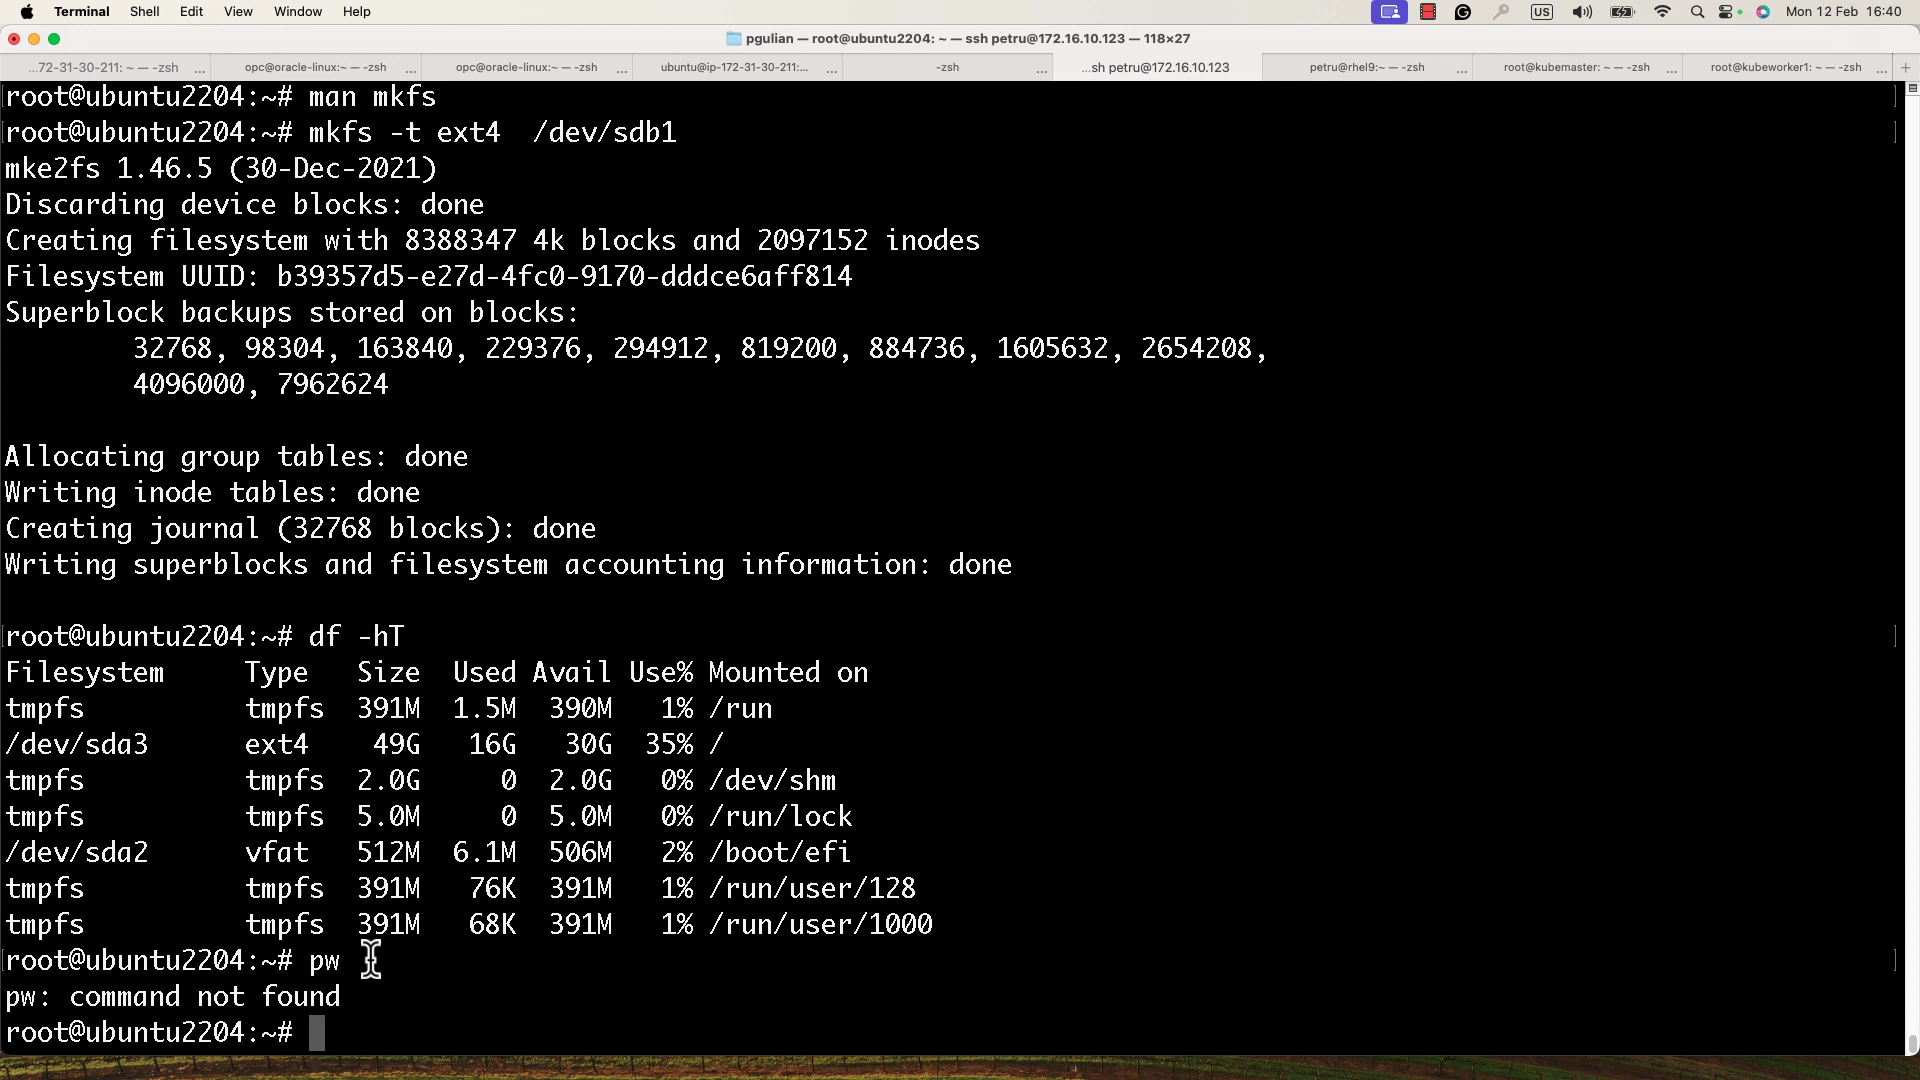 Terminal Shell Edit View Window Help US Mon 12 Feb 16:40
pgulian — root@ubuntu2204: ~ — ssh petru@172.16.10.123 — 118×27
...72-31-30-211: ~ — -zsh ... opc@oracle-linux:~ — -zsh ... opc@oracle-linux:~ — -zsh ... ubuntu@ip-172-31-30-211:... ... -zsh ... ...sh petru@172.16.10.123 petru@rhel9:~ — -zsh ... root@kubemaster: ~ — -zsh ... root@kubeworker1: ~ — -zsh ... +
root@ubuntu2204:~# man mkfs
root@ubuntu2204:~# mkfs -t ext4  /dev/sdb1
mke2fs 1.46.5 (30-Dec-2021)
Discarding device blocks: done
Creating filesystem with 8388347 4k blocks and 2097152 inodes
Filesystem UUID: b39357d5-e27d-4fc0-9170-dddce6aff814
Superblock backups stored on blocks:
32768, 98304, 163840, 229376, 294912, 819200, 884736, 1605632, 2654208,
4096000, 7962624
Allocating group tables: done
Writing inode tables: done
Creating journal (32768 blocks): done
Writing superblocks and filesystem accounting information: done
root@ubuntu2204:~# df -hT
Filesystem     Type   Size  Used Avail Use% Mounted on
tmpfs          tmpfs  391M  1.5M  390M   1% /run
/dev/sda3      ext4    49G   16G   30G  35% /
tmpfs          tmpfs  2.0G     0  2.0G   0% /dev/shm
tmpfs          tmpfs  5.0M     0  5.0M   0% /run/lock
/dev/sda2      vfat   512M  6.1M  506M   2% /boot/efi
tmpfs          tmpfs  391M   76K  391M   1% /run/user/128
tmpfs          tmpfs  391M   68K  391M   1% /run/user/1000
root@ubuntu2204:~# pw
pw: command not found
root@ubuntu2204:~#